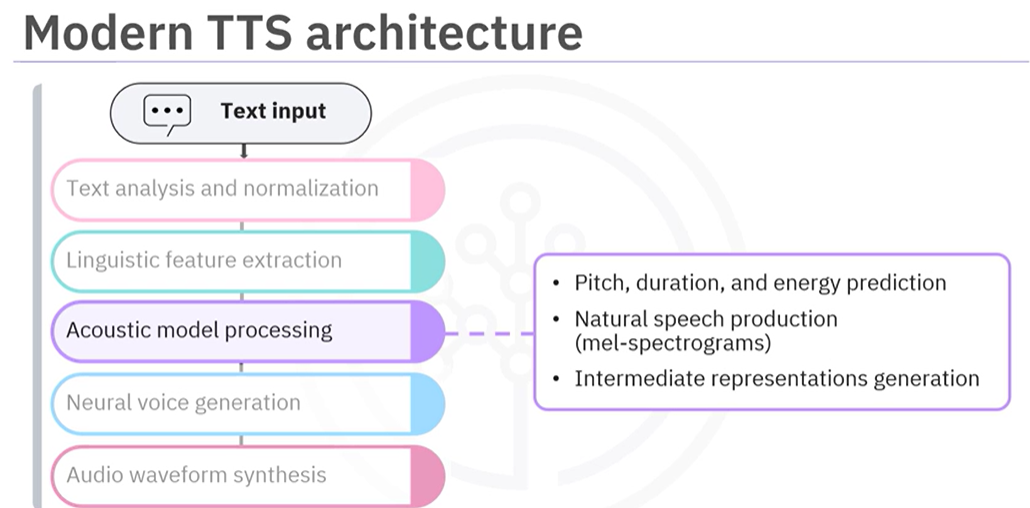 Modern TTS architecture
Text input
Text analysis and normalization
Linguistic feature extraction
Acoustic model processing
Neural voice generation
Audio waveform synthesis
• Pitch, duration, and energy prediction
• Natural speech production
(mel-spectrograms)
• Intermediate representations generation